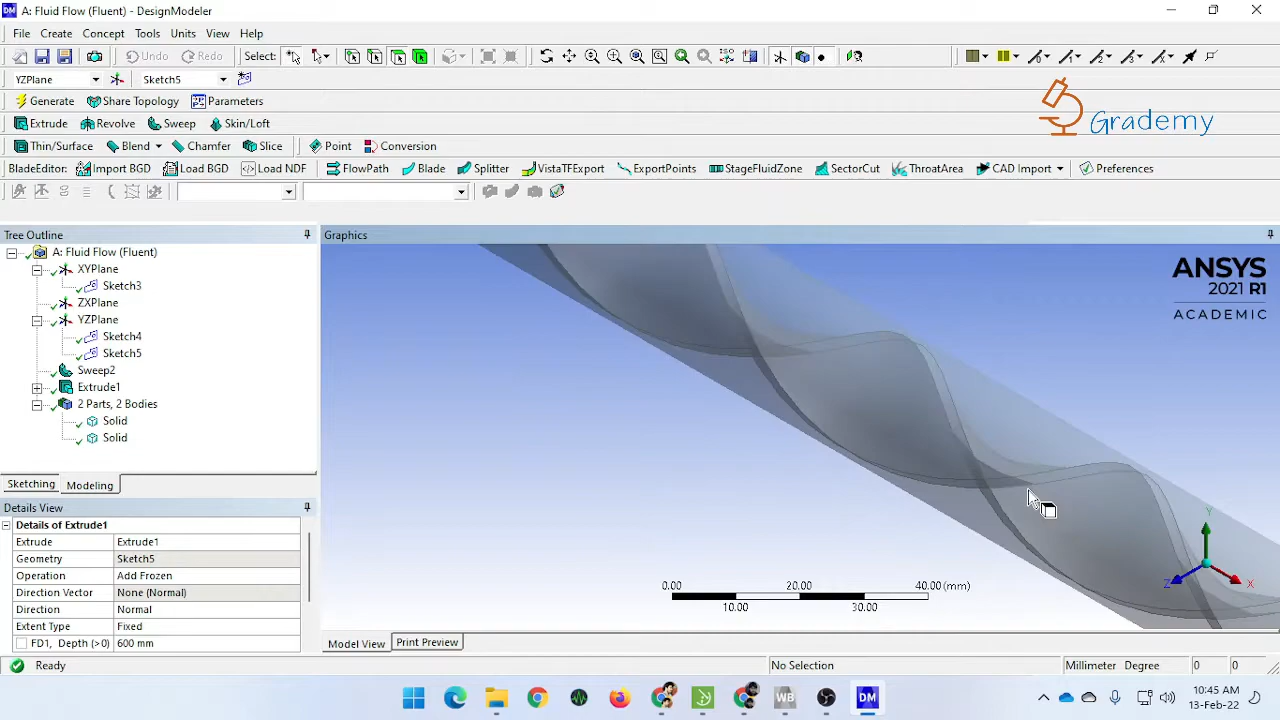 DM A: Fluid Flow (Fluent) - DesignModeler
File Create Concept Tools Units View Help
Undo Redo Select:
YZPlane Sketch5
Generate Share Topology Parameters
Extrude Revolve Sweep Skin/Loft
Thin/Surface Blend Chamfer Slice Point Conversion
BladeEditor: Import BGD Load BGD Load NDF FlowPath Blade Splitter VistaTFExport ExportPoints StageFluidZone SectorCut ThroatArea CAD Import Preferences
Grademy
Tree Outline
A: Fluid Flow (Fluent)
XYPlane
Sketch3
ZXPlane
YZPlane
Sketch4
Sketch5
Sweep2
Extrude1
2 Parts, 2 Bodies
Solid
Solid
Sketching Modeling
Details View
Details of Extrude1
Extrude Extrude1
Geometry Sketch5
Operation Add Frozen
Direction Vector None (Normal)
Direction Normal
Extent Type Fixed
FD1, Depth (>0) 600 mm
Graphics
ANSYS
2021 R1
ACADEMIC
0.00 20.00 40.00 (mm)
10.00 30.00
Y
Z X
Model View Print Preview
Ready No Selection Millimeter Degree 0 0
WB DM
10:45 AM
13-Feb-22